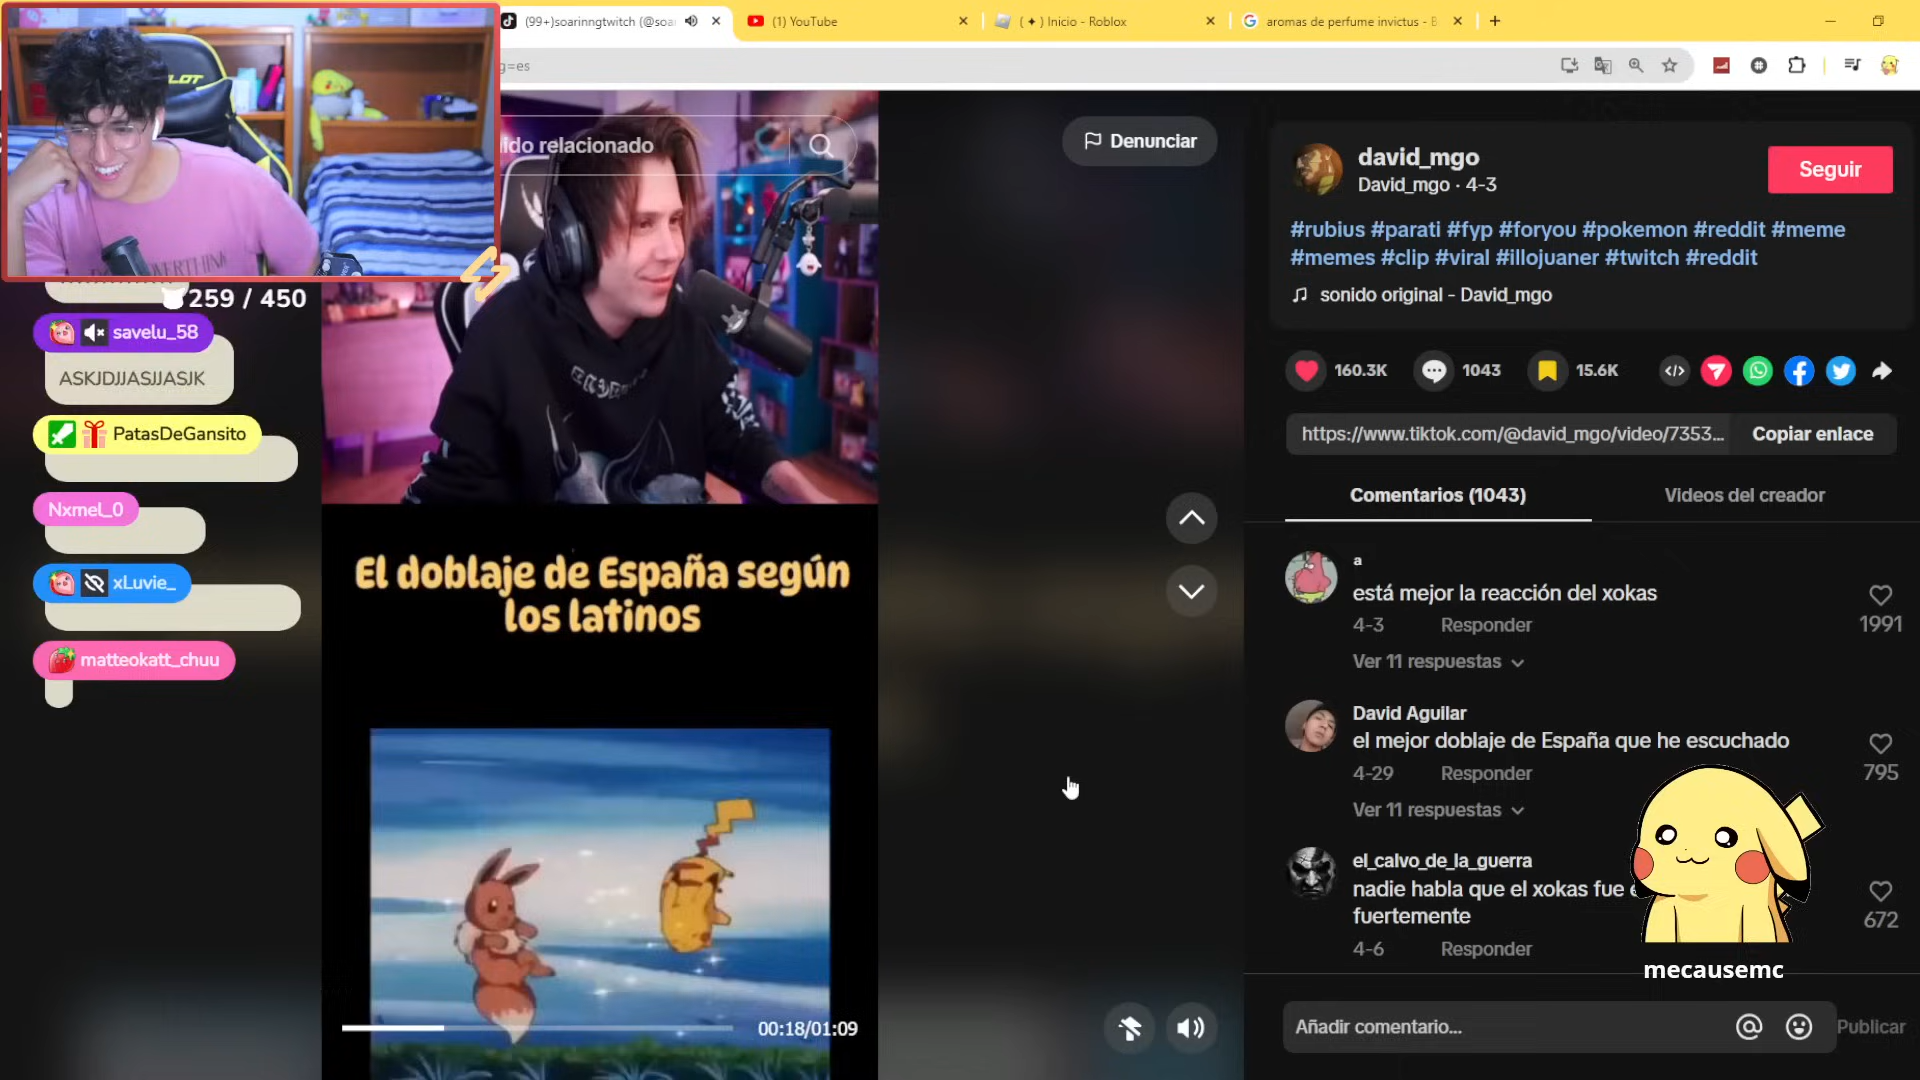 (99+)soarinngtwitch (@soa
(1) YouTube
( ✦ ) Inicio - Roblox
aromas de perfume invictus - B
g=es
ido relacionado
Denunciar
259 / 450
savelu_58
ASKJDJJASJJASJK
PatasDeGansito
Nxmel_0
xLuvie_
matteokatt_chuu
El doblaje de España según
los latinos
00:18/01:09
david_mgo
David_mgo · 4-3
Seguir
#rubius #parati #fyp #foryou #pokemon #reddit #meme
#memes #clip #viral #illojuaner #twitch #reddit
sonido original - David_mgo
160.3K
1043
15.6K
https://www.tiktok.com/@david_mgo/video/7353...
Copiar enlace
Comentarios (1043)
Videos del creador
a
está mejor la reacción del xokas
4-3 Responder
1991
Ver 11 respuestas
David Aguilar
el mejor doblaje de España que he escuchado
4-29 Responder
795
Ver 11 respuestas
el_calvo_de_la_guerra
nadie habla que el xokas fue
fuertemente
4-6 Responder
672
mecausemc
Añadir comentario...
Publicar